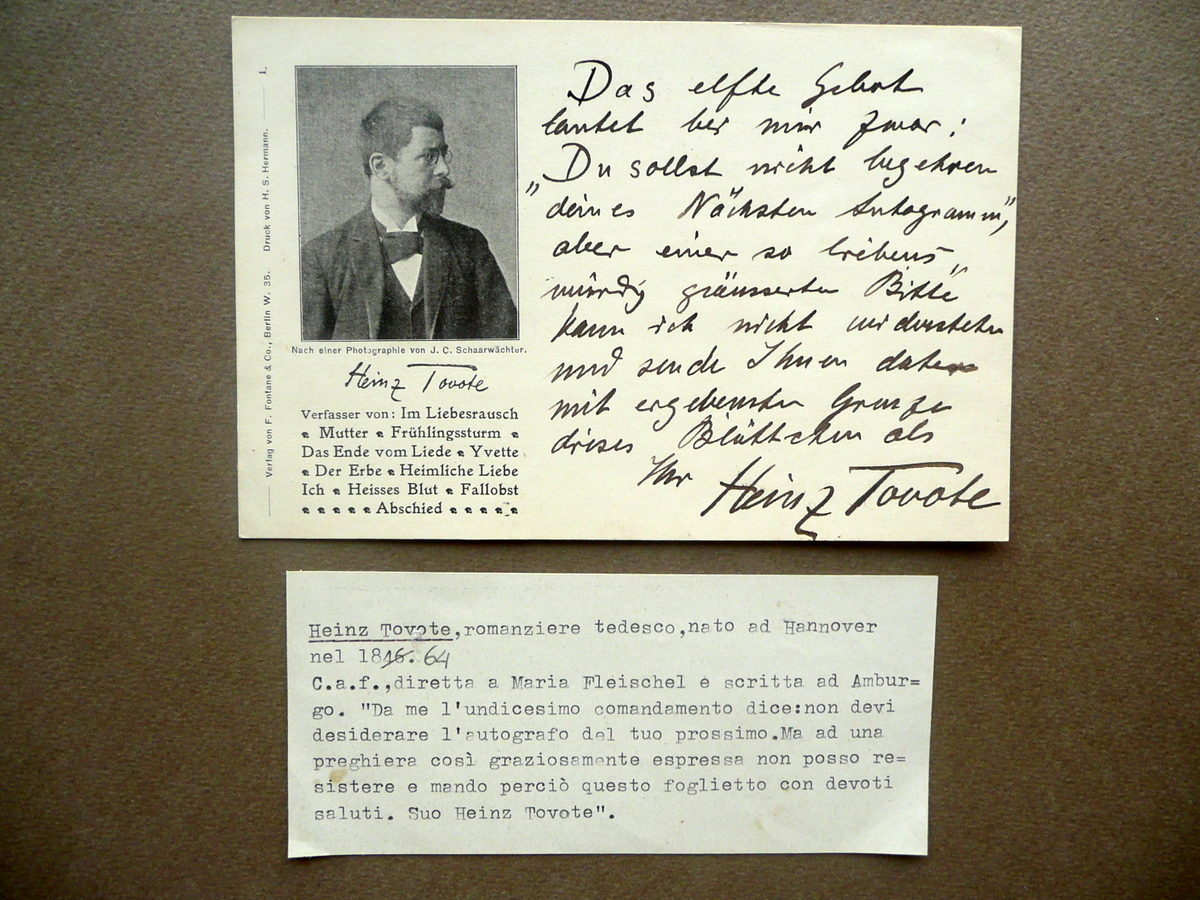 1.
Verlag von F. Fontane & Co., Berlin W. 35. Druck von H. S. Hermann.
Nach einer Photographie von J. C. Schaarwächter.
Heinz Tovote
Verfasser von: Im Liebesrausch
Mutter Frühlingssturm
Das Ende vom Liede Yvette
Der Erbe Heimliche Liebe
Ich Heisses Blut Fallobst
Abschied
Das elfte Gebot
lautet bei mir zwar:
„Du sollst nicht begehren
deines Nächsten Autogramm",
aber einer so liebens-
würdig geäusserten Bitte
kann ich nicht widerstehen
und sende Ihnen daher
mit ergebenstem Grusze
dieses Blättchen als
Ihr Heinz Tovote
Heinz Tovote,romanziere tedesco,nato ad Hannover
nel 1846. 64
C.a.f.,diretta a Maria Fleischel e scritta ad Ambur=
go. "Da me l'undicesimo comandamento dice:non devi
desiderare l'autografo del tuo prossimo.Ma ad una
preghiera così graziosamente espressa non posso re=
sistere e mando perciò questo foglietto con devoti
saluti. Suo Heinz Tovote".